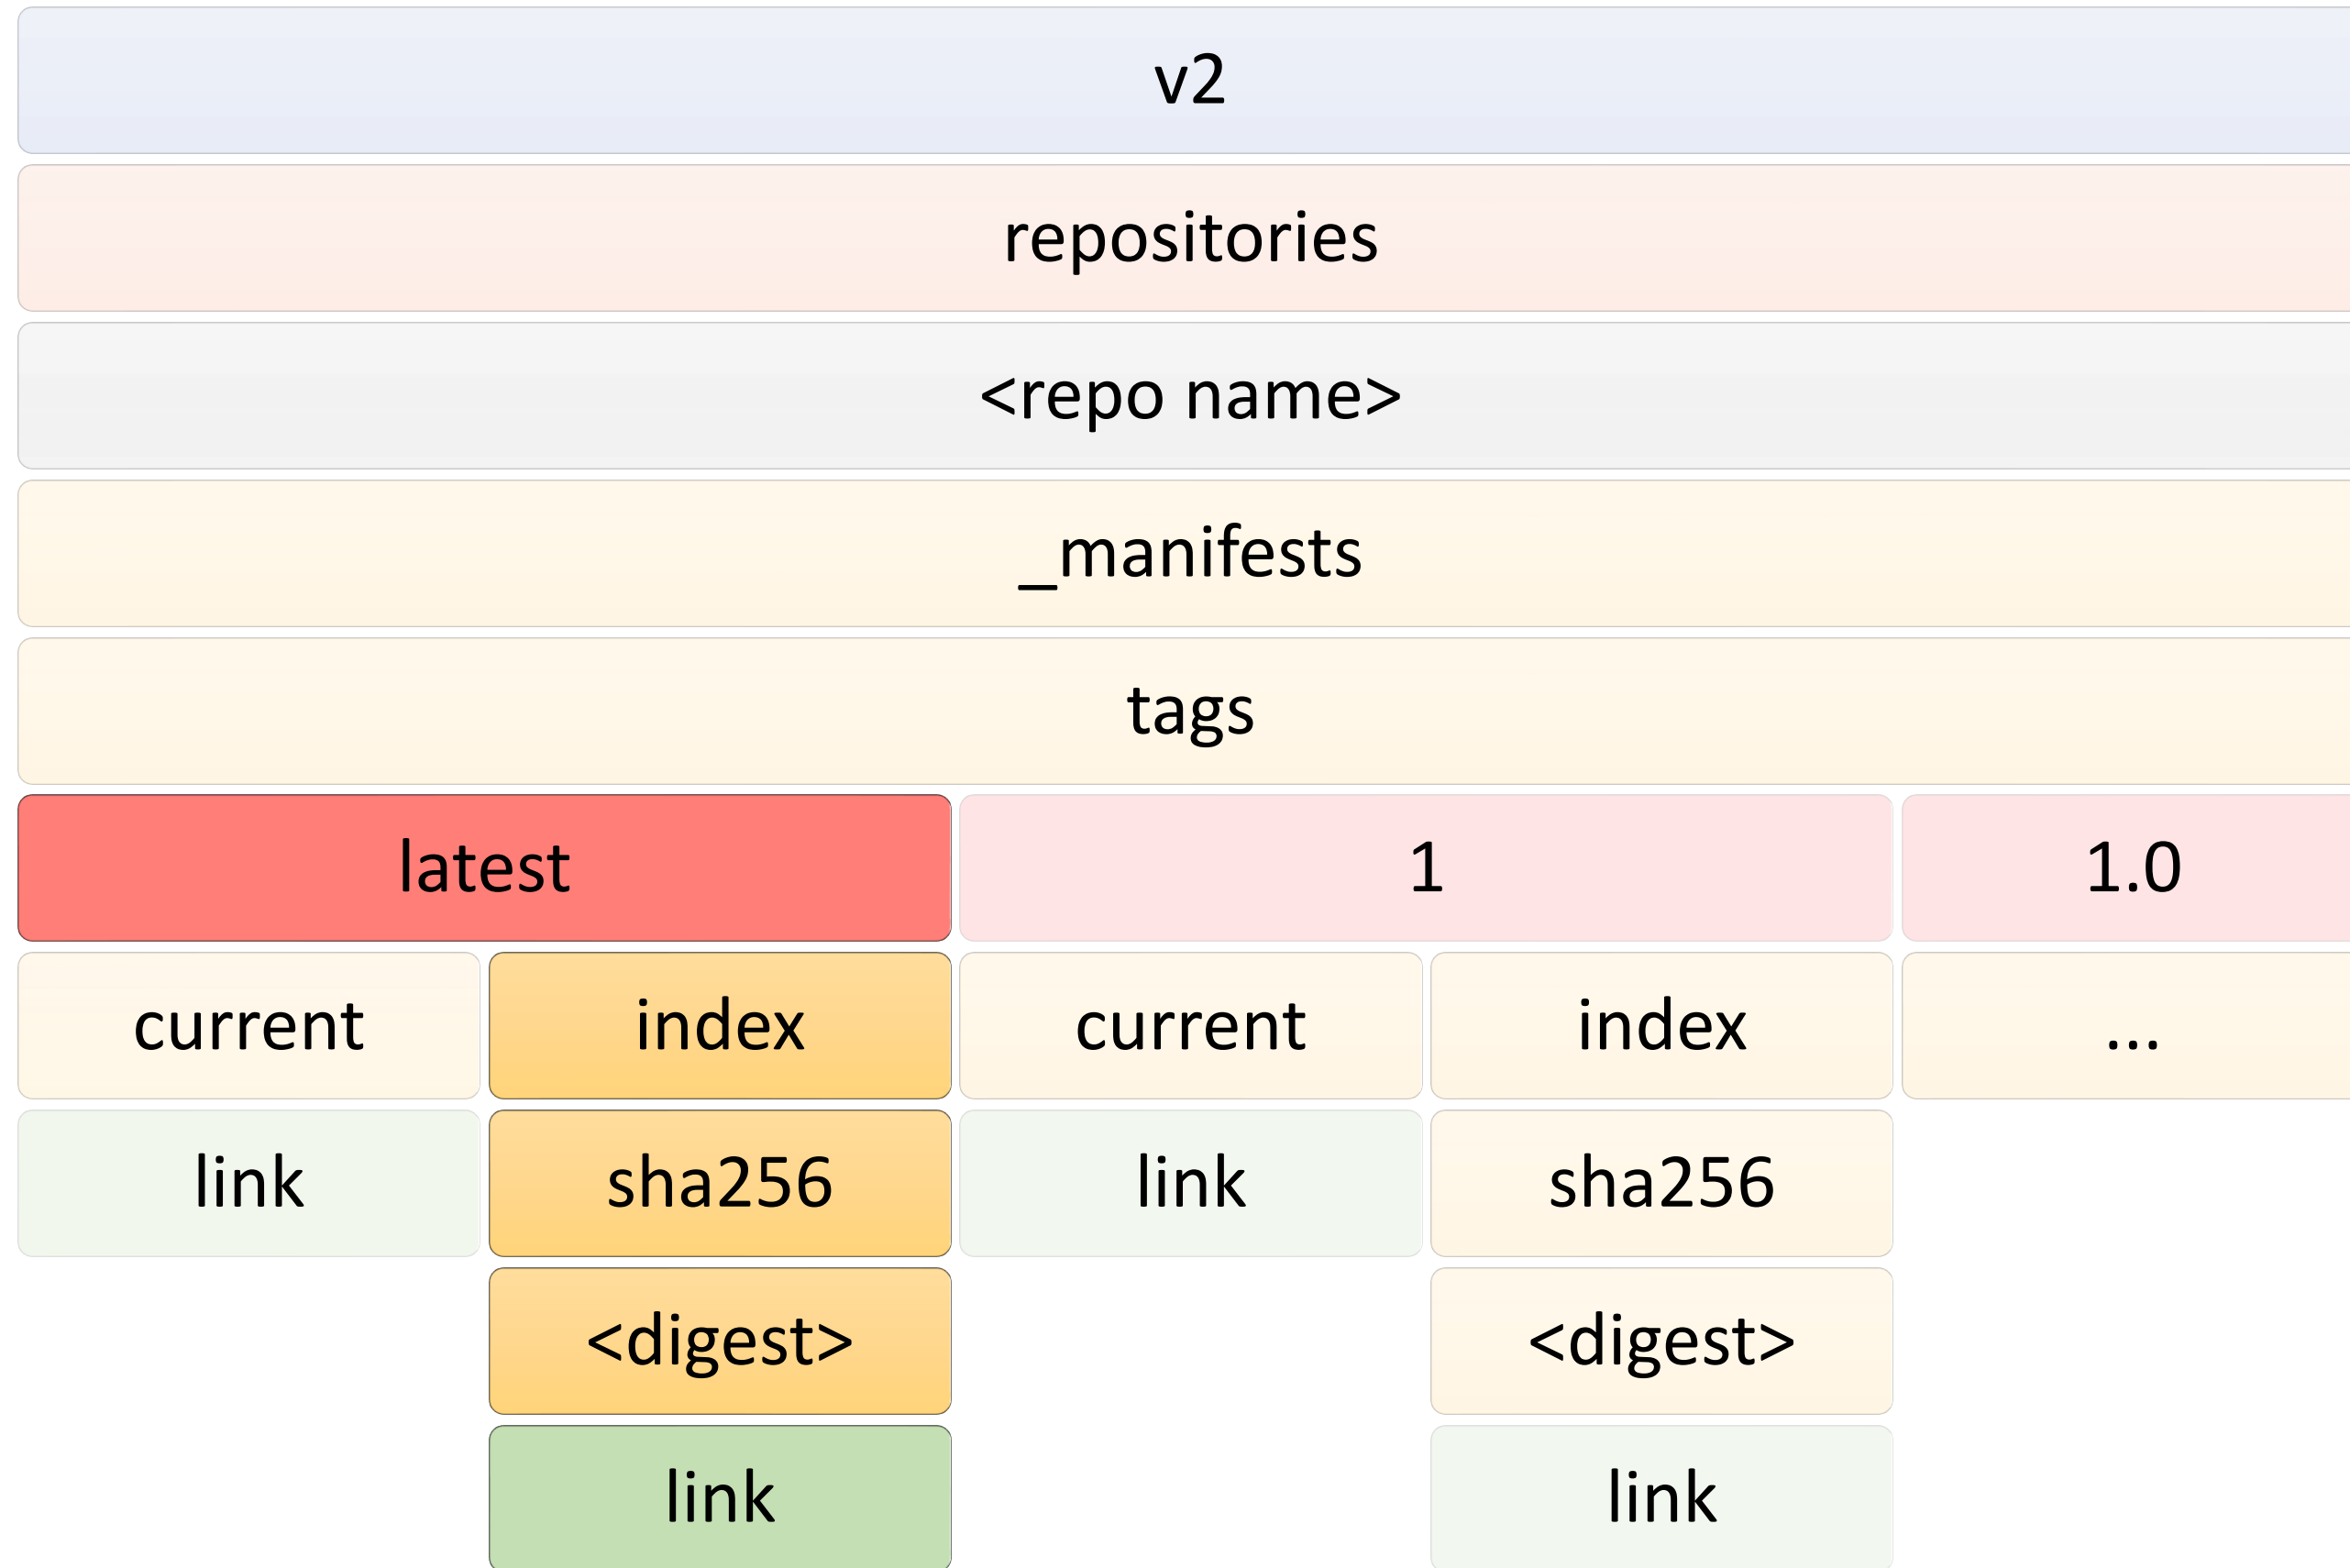 v2
repositories
<repo name>
_manifests
tags
latest 1 1.0
current index current index ...
link sha256 link sha256
<digest> <digest>
link link